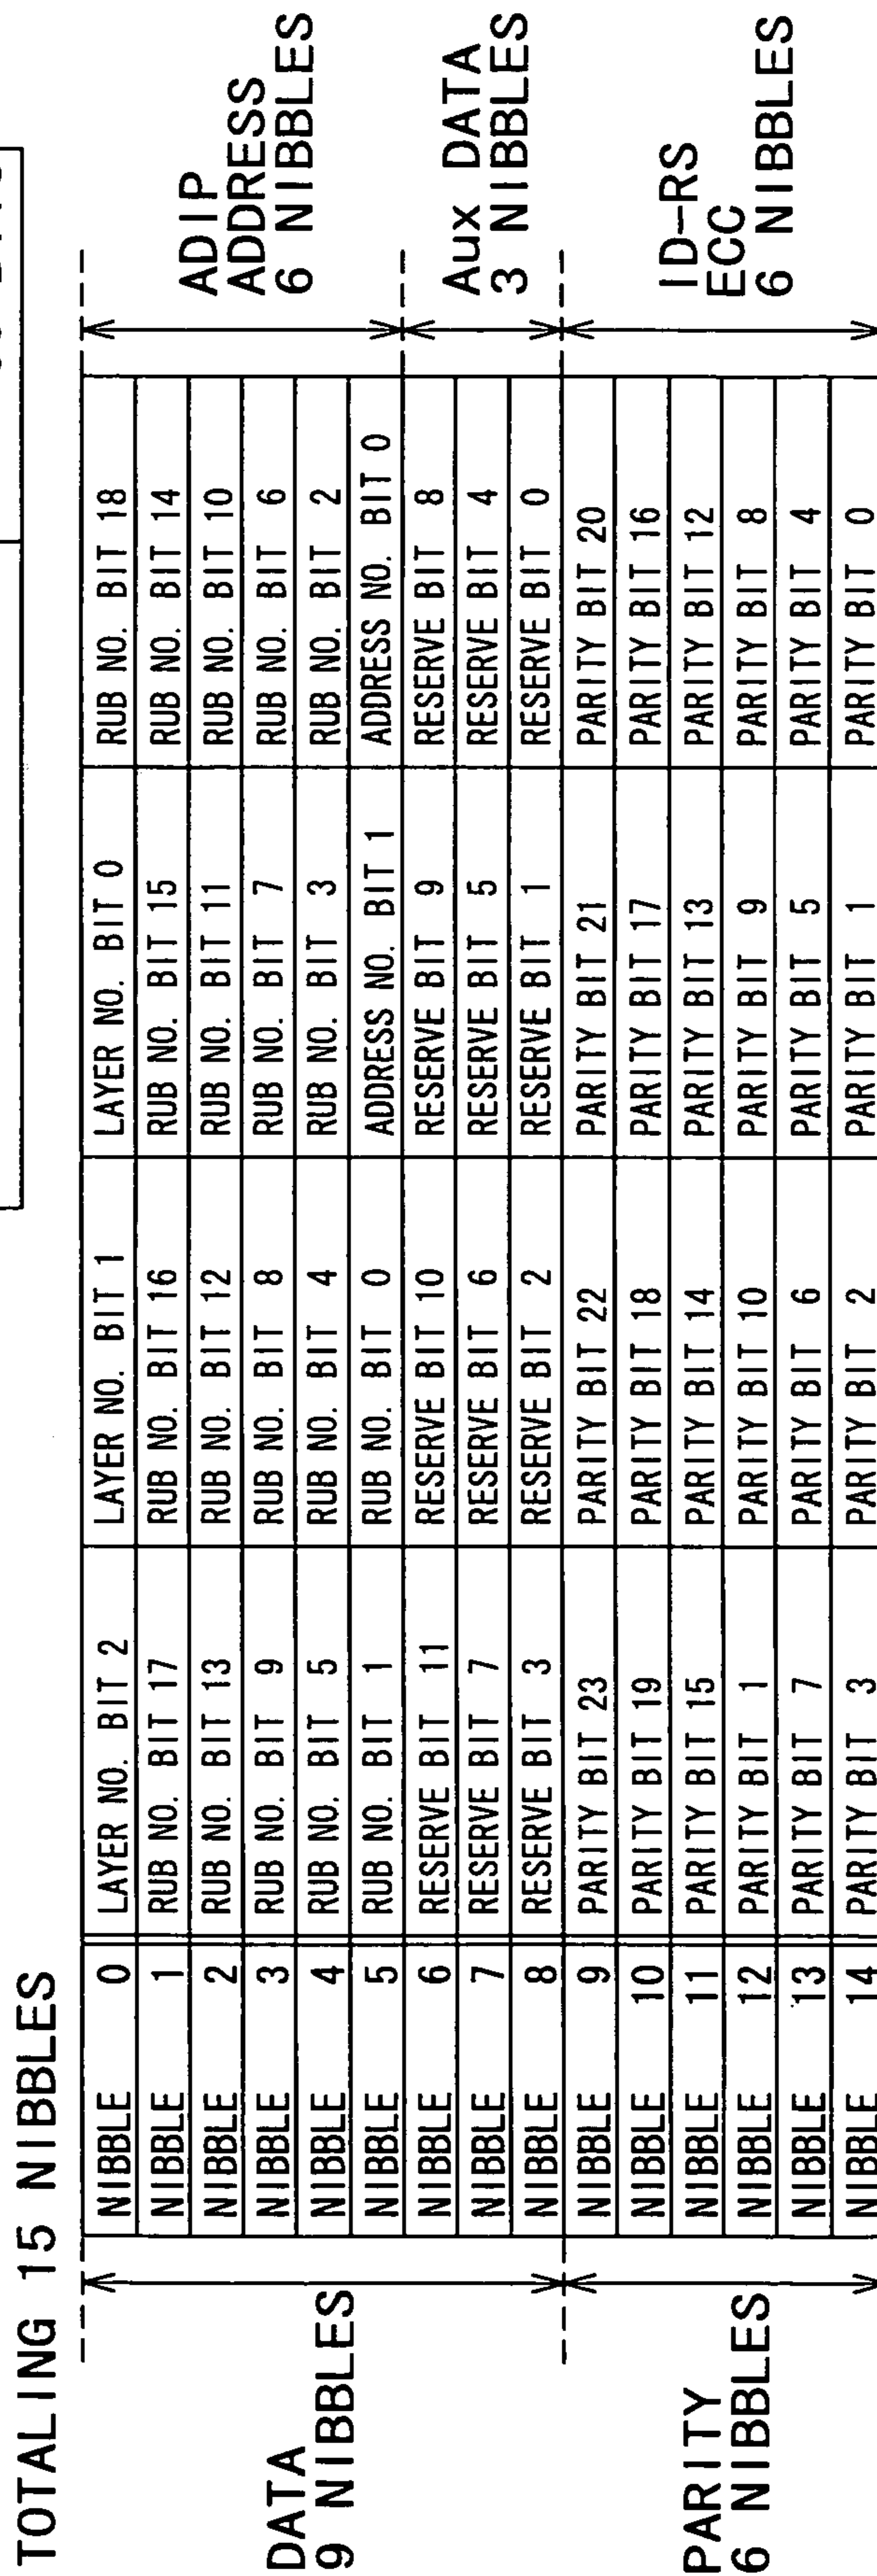 TOTALING 15 NIBBLES
DATA
9 NIBBLES
PARITY
6 NIBBLES
NIBBLE 0 LAYER NO. BIT 2 LAYER NO. BIT 1 LAYER NO. BIT 0 RUB NO. BIT 18
NIBBLE 1 RUB NO. BIT 17 RUB NO. BIT 16 RUB NO. BIT 15 RUB NO. BIT 14
NIBBLE 2 RUB NO. BIT 13 RUB NO. BIT 12 RUB NO. BIT 11 RUB NO. BIT 10
NIBBLE 3 RUB NO. BIT 9 RUB NO. BIT 8 RUB NO. BIT 7 RUB NO. BIT 6
NIBBLE 4 RUB NO. BIT 5 RUB NO. BIT 4 RUB NO. BIT 3 RUB NO. BIT 2
NIBBLE 5 RUB NO. BIT 1 RUB NO. BIT 0 ADDRESS NO. BIT 1 ADDRESS NO. BIT 0
NIBBLE 6 RESERVE BIT 11 RESERVE BIT 10 RESERVE BIT 9 RESERVE BIT 8
NIBBLE 7 RESERVE BIT 7 RESERVE BIT 6 RESERVE BIT 5 RESERVE BIT 4
NIBBLE 8 RESERVE BIT 3 RESERVE BIT 2 RESERVE BIT 1 RESERVE BIT 0
NIBBLE 9 PARITY BIT 23 PARITY BIT 22 PARITY BIT 21 PARITY BIT 20
NIBBLE 10 PARITY BIT 19 PARITY BIT 18 PARITY BIT 17 PARITY BIT 16
NIBBLE 11 PARITY BIT 15 PARITY BIT 14 PARITY BIT 13 PARITY BIT 12
NIBBLE 12 PARITY BIT 1 PARITY BIT 10 PARITY BIT 9 PARITY BIT 8
NIBBLE 13 PARITY BIT 7 PARITY BIT 6 PARITY BIT 5 PARITY BIT 4
NIBBLE 14 PARITY BIT 3 PARITY BIT 2 PARITY BIT 1 PARITY BIT 0
ADIP
ADDRESS
6 NIBBLES
Aux DATA
3 NIBBLES
ID-RS
ECC
6 NIBBLES